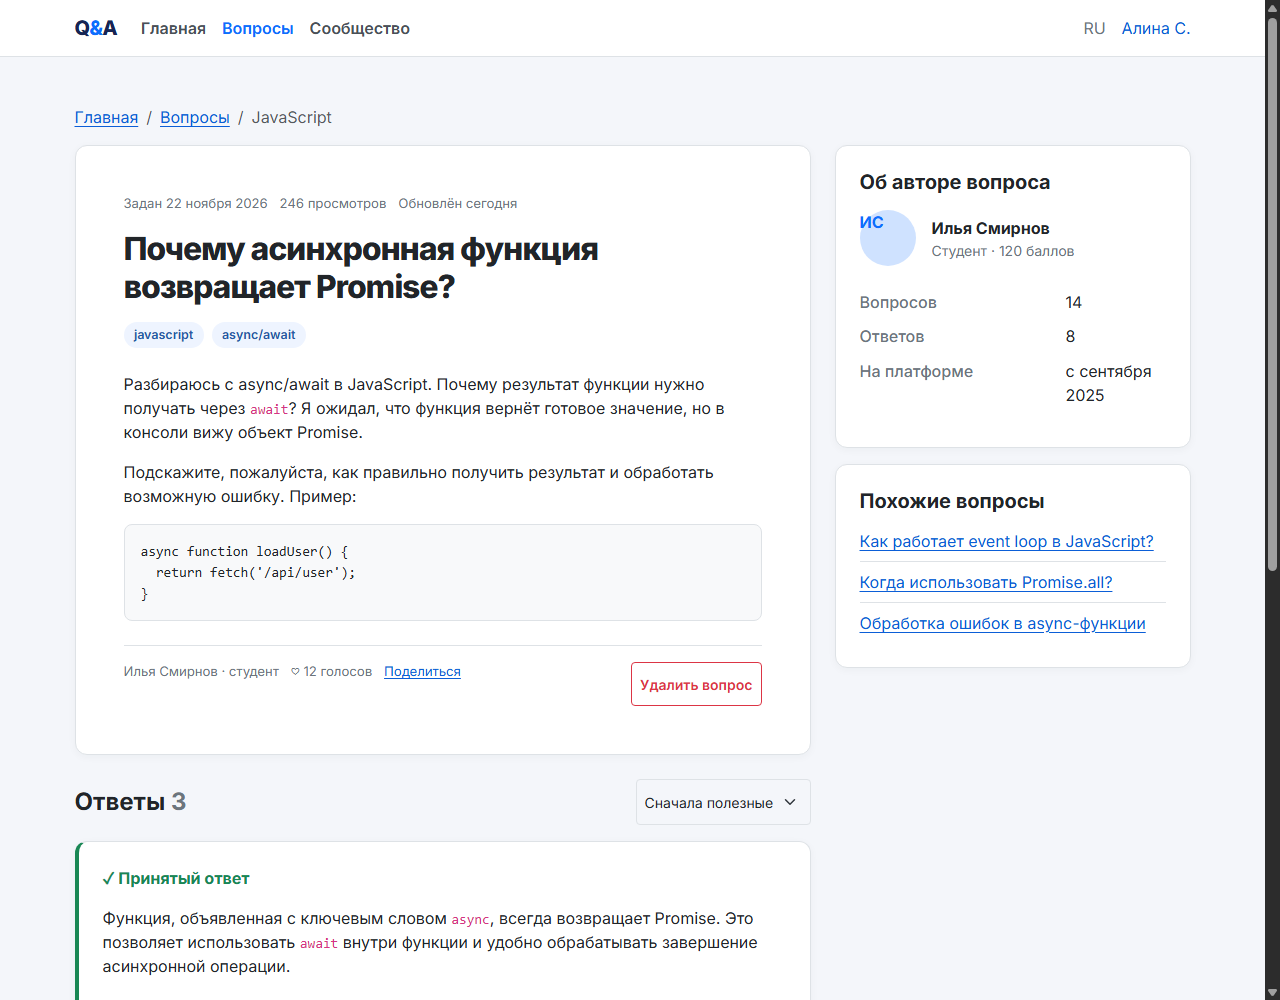 Q&A Главная Вопросы Сообщество RU Алина С.
Главная / Вопросы / JavaScript
Задан 22 ноября 2026 246 просмотров Обновлён сегодня
Почему асинхронная функция
возвращает Promise?
javascript async/await
Разбираюсь с async/await в JavaScript. Почему результат функции нужно
получать через await? Я ожидал, что функция вернёт готовое значение, но в
консоли вижу объект Promise.
Подскажите, пожалуйста, как правильно получить результат и обработать
возможную ошибку. Пример:
async function loadUser() {
  return fetch('/api/user');
}
Илья Смирнов · студент ♡ 12 голосов Поделиться
Удалить вопрос
Ответы 3
Сначала полезные
✓ Принятый ответ
Функция, объявленная с ключевым словом async, всегда возвращает Promise. Это
позволяет использовать await внутри функции и удобно обрабатывать завершение
асинхронной операции.
Об авторе вопроса
ИС
Илья Смирнов
Студент · 120 баллов
Вопросов 14
Ответов 8
На платформе с сентября
2025
Похожие вопросы
Как работает event loop в JavaScript?
Когда использовать Promise.all?
Обработка ошибок в async-функции